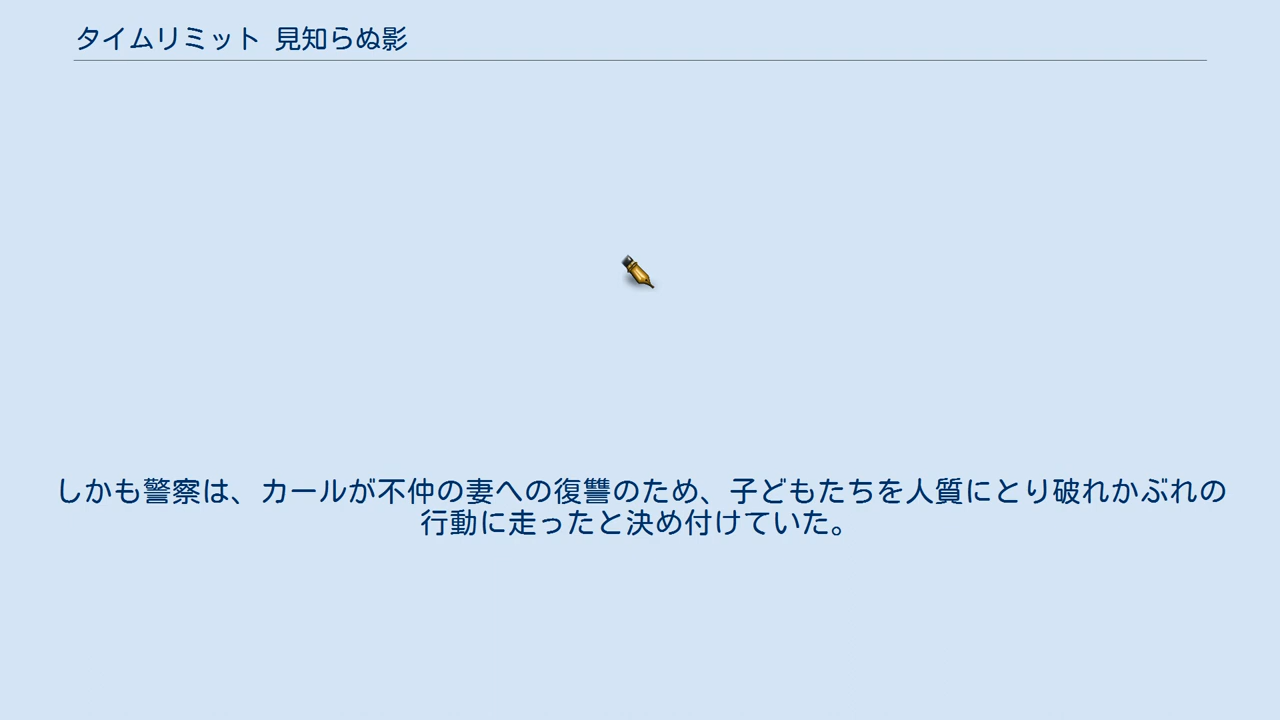 タイムリミット 見知らぬ影
しかも警察は、カールが不仲の妻への復讐のため、子どもたちを人質にとり破れかぶれの
行動に走ったと決め付けていた。